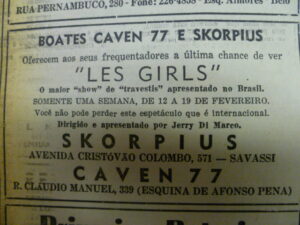 RUA PERNAMBUCO, 280 - Fone: 226-4858 - Esq. Aimorés Belo
BOATES CAVEN 77 E SKORPIUS
Oferecem aos seus frequentadores a última chance de ver
"LES GIRLS"
O maior "show" de "travestis" apresentado no Brasil.
SOMENTE UMA SEMANA, DE 12 A 19 DE FEVEREIRO.
Você não pode perder este espetáculo que é internacional.
Dirigido e apresentado por Jerry Di Marco.
SKORPIUS
AVENIDA CRISTOVÃO COLOMBO, 571 — SAVASSI
CAVEN 77
R. CLÁUDIO MANUEL, 339 (ESQUINA DE AFONSO PENA)